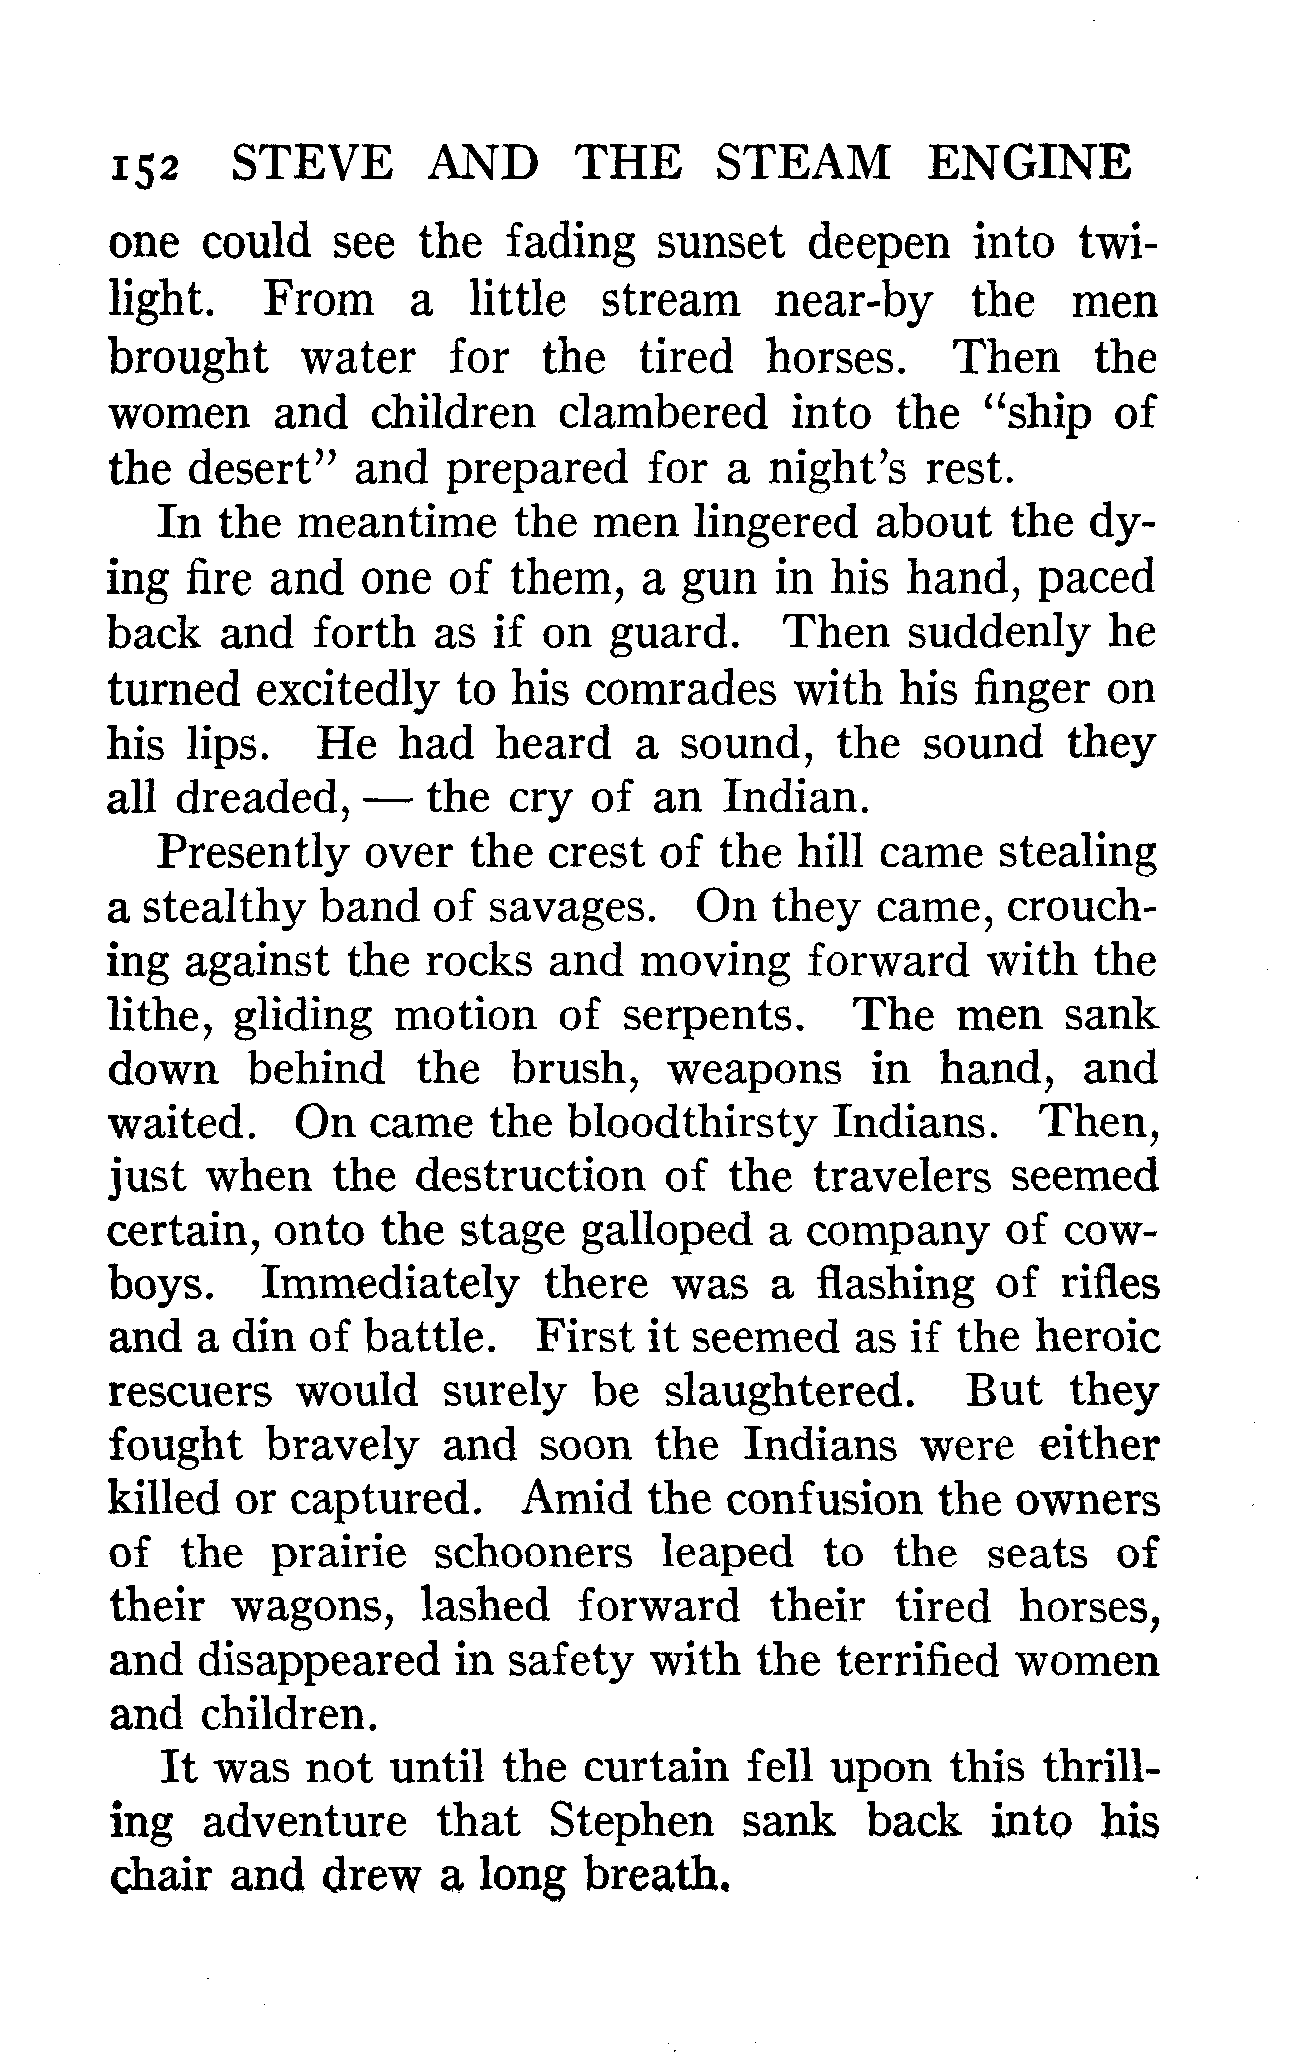 152 STEVE AND THE STEAM ENGINE
one could see the fading sunset deepen into twi-
light. From a little stream near-by the men
brought water for the tired horses. Then the
women and children clambered into the "ship of
the desert" and prepared for a night's rest.
In the meantime the men lingered about the dy-
ing fire and one of them, a gun in his hand, paced
back and forth as if on guard. Then suddenly he
turned excitedly to his comrades with his finger on
his lips. He had heard a sound, the sound they
all dreaded, — the cry of an Indian.
Presently over the crest of the hill came stealing
a stealthy band of savages. On they came, crouch-
ing against the rocks and moving forward with the
lithe, gliding motion of serpents. The men sank
down behind the brush, weapons in hand, and
waited. On came the bloodthirsty Indians. Then,
just when the destruction of the travelers seemed
certain, onto the stage galloped a company of cow-
boys. Immediately there was a flashing of rifles
and a din of battle. First it seemed as if the heroic
rescuers would surely be slaughtered. But they
fought bravely and soon the Indians were either
killed or captured. Amid the confusion the owners
of the prairie schooners leaped to the seats of
their wagons, lashed forward their tired horses,
and disappeared in safety with the terrified women
and children.
It was not until the curtain fell upon this thrill-
ing adventure that Stephen sank back into his
chair and drew a long breath.